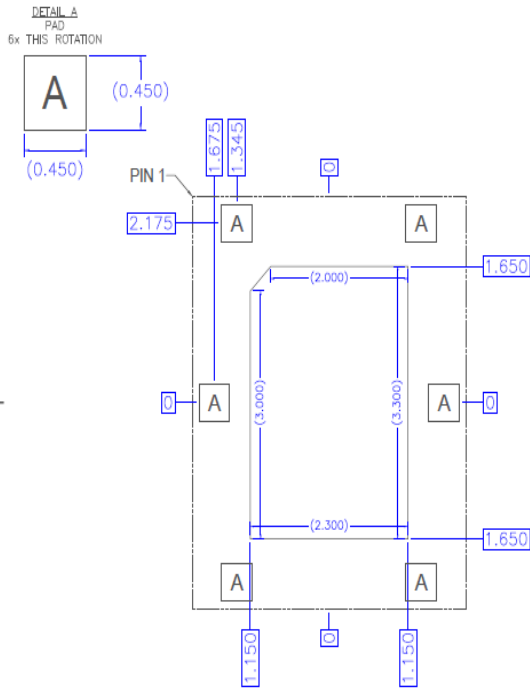 DETAIL A
PAD
6x THIS ROTATION
A
(0.450)
(0.450)
1.675
1.345
0
PIN 1
2.175
A
A
1.650
(2.000)
(3.000)
(3.300)
0
A
A
0
(2.300)
1.650
A
A
1.150
0
1.150